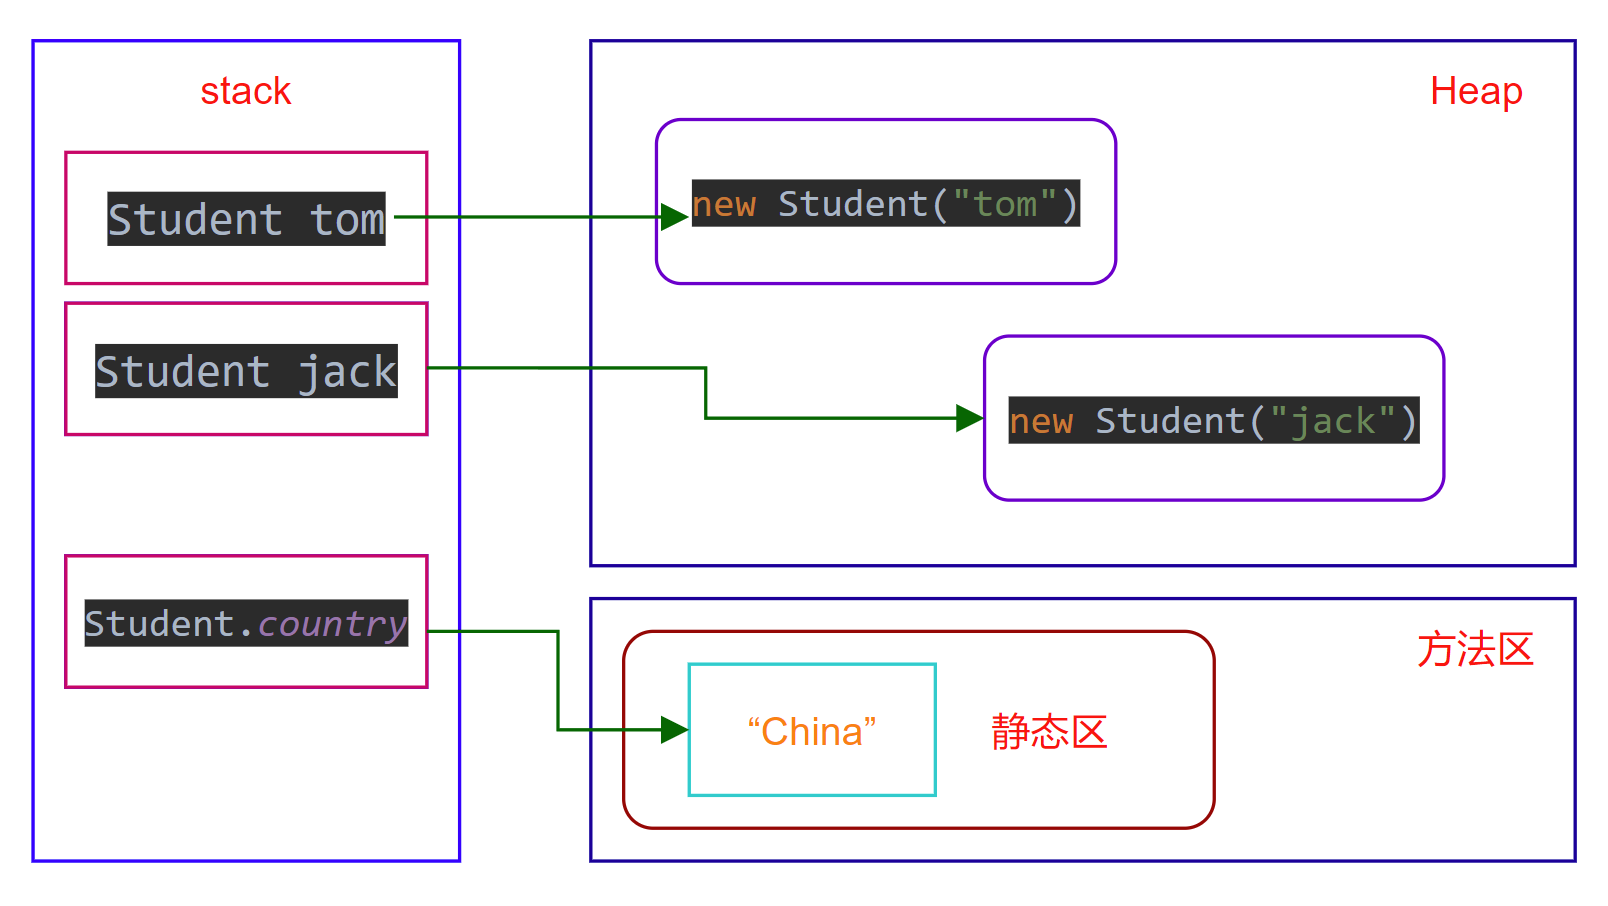 stack
Student tom
Student jack
Student.country
Heap
new Student("tom")
new Student("jack")
方法区
“China”
静态区